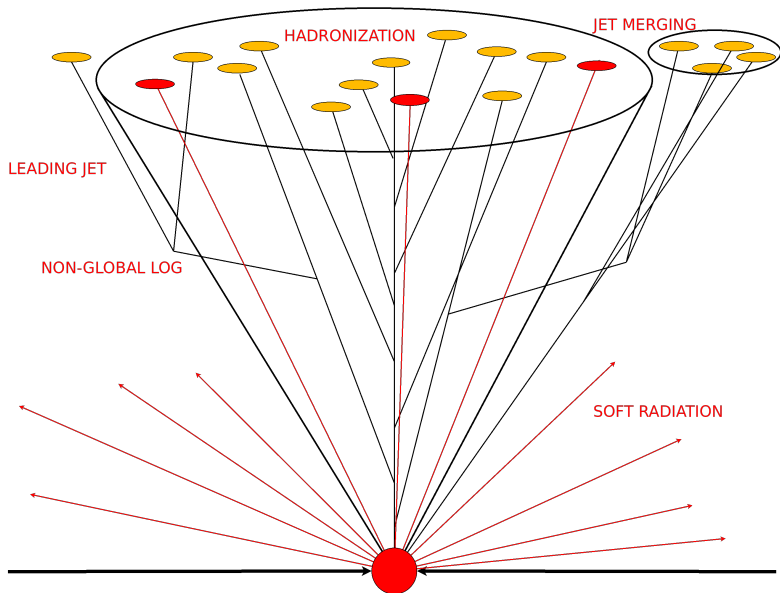 JET MERGING
HADRONIZATION
LEADING JET
NON-GLOBAL LOG
SOFT RADIATION